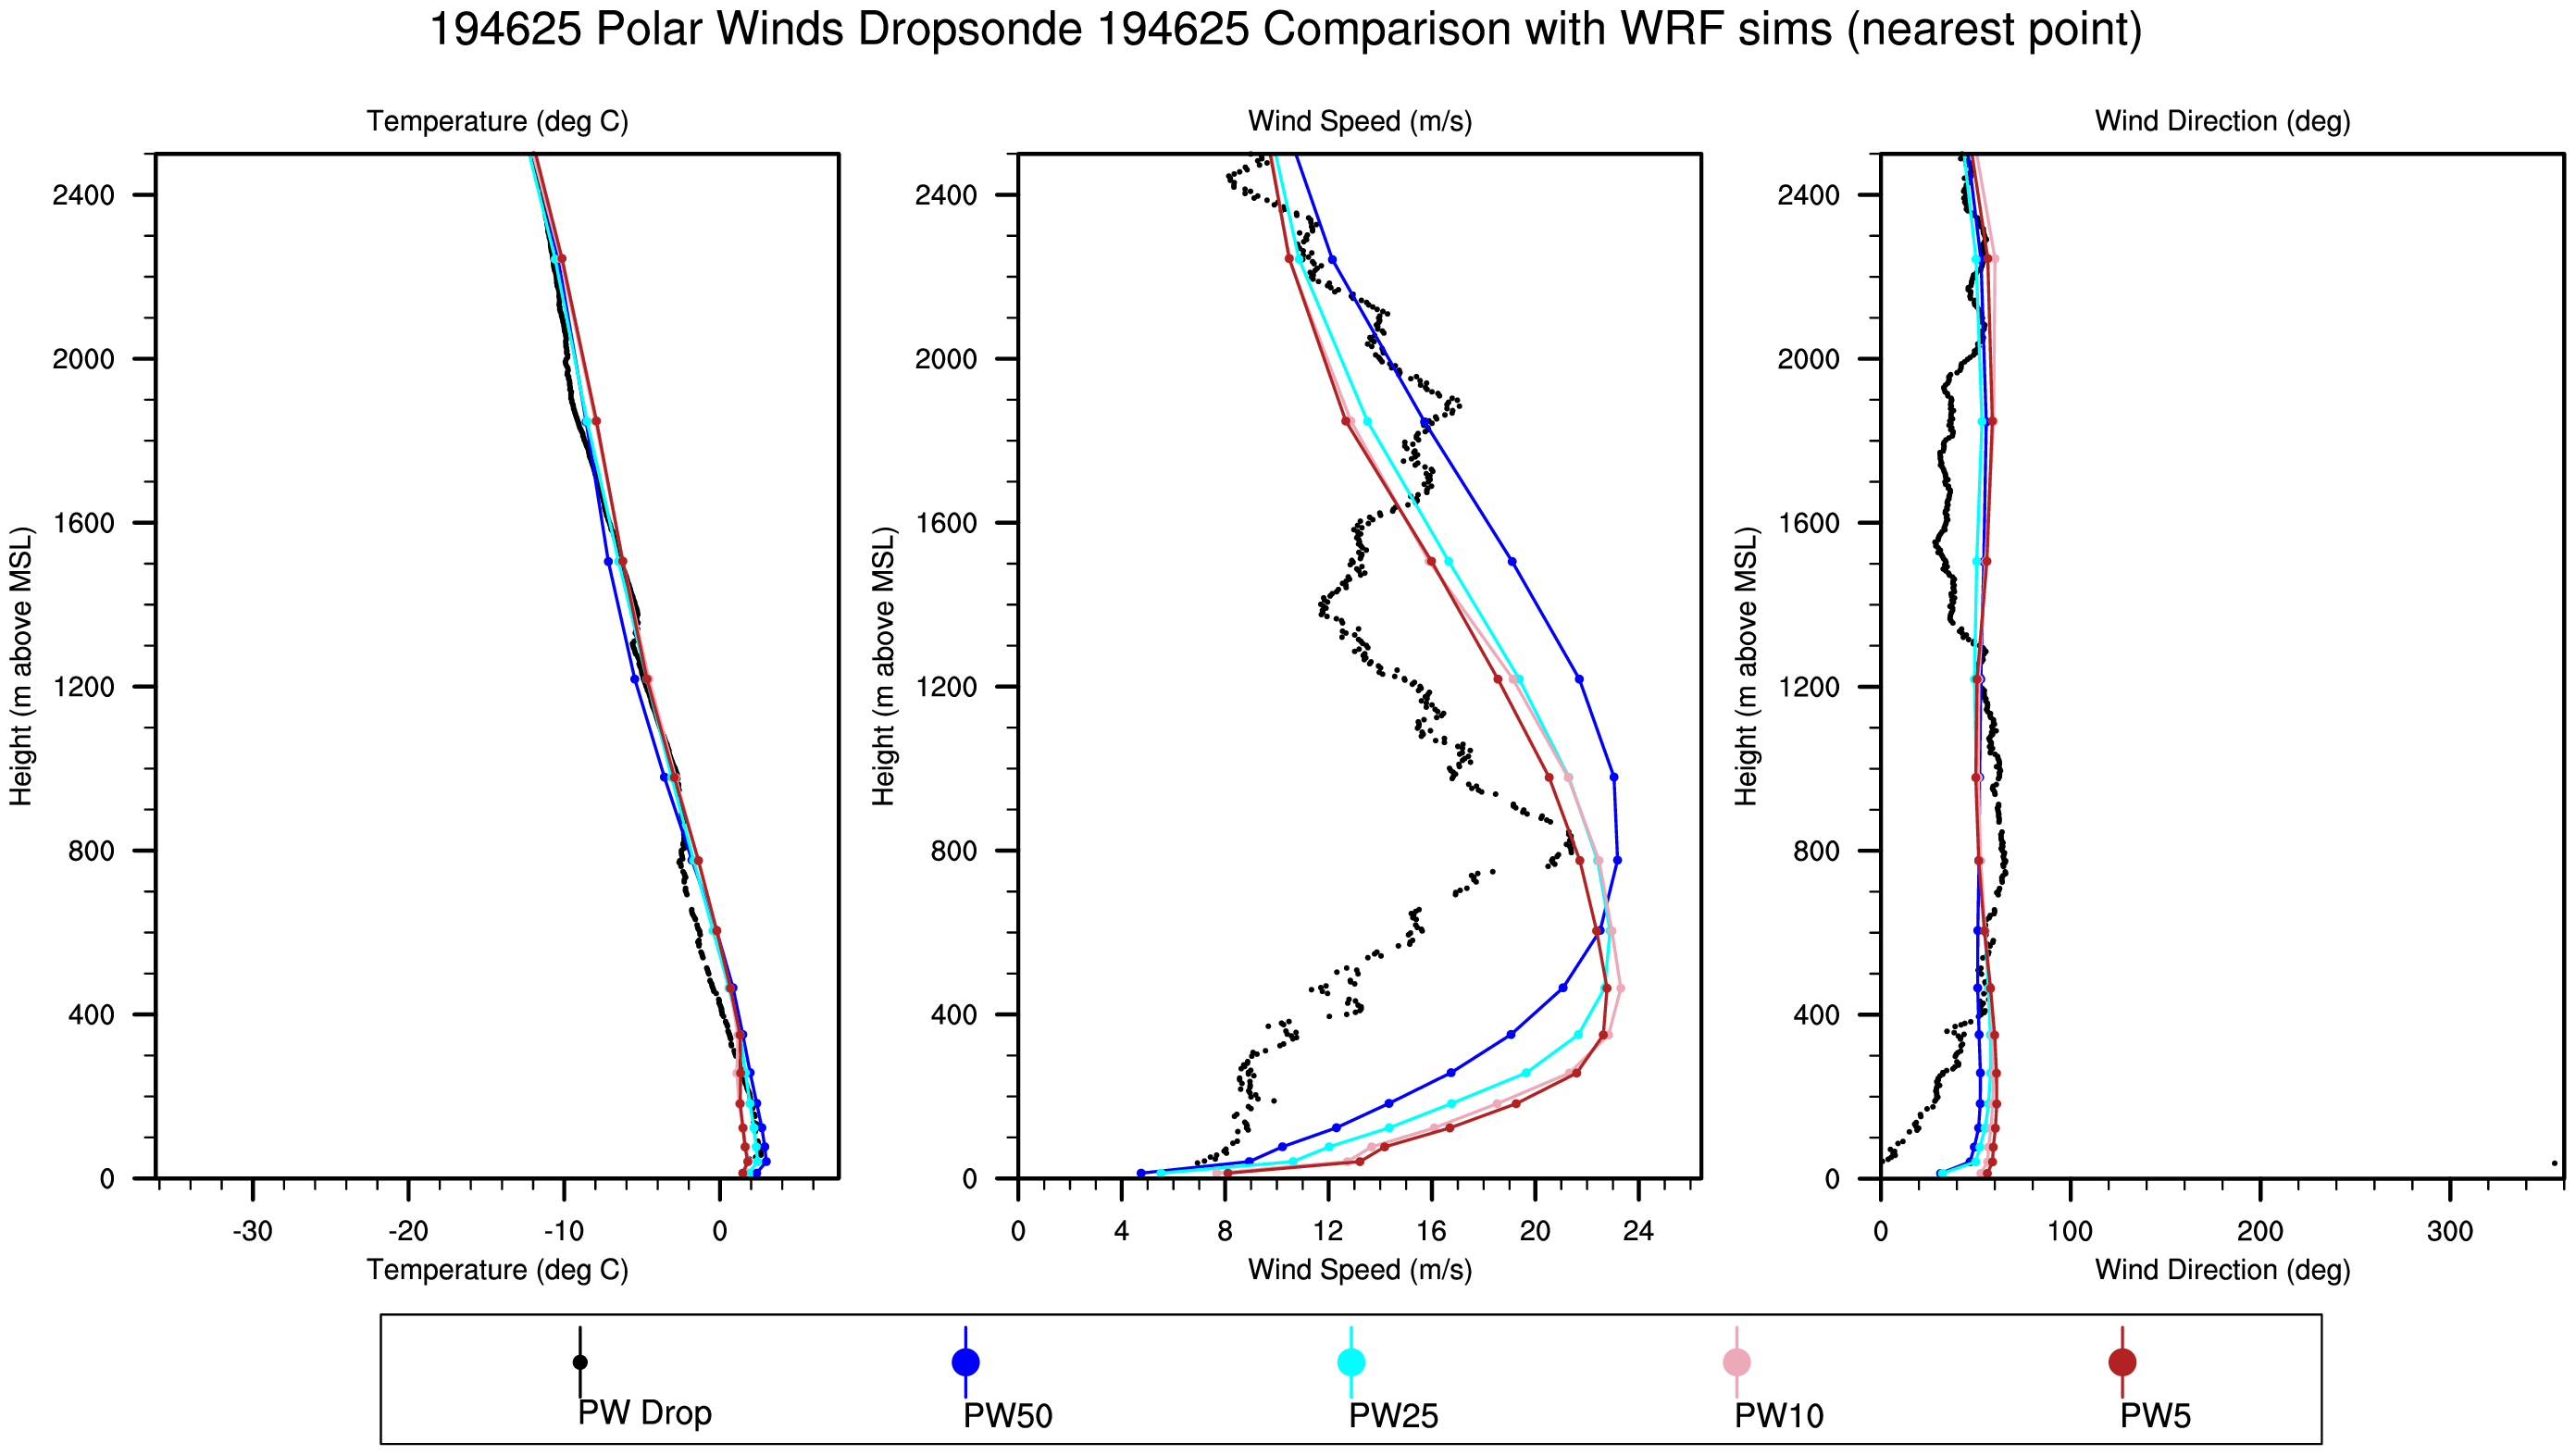 194625 Polar Winds Dropsonde 194625 Comparison with WRF sims (nearest point)
Temperature (deg C)
Wind Speed (m/s)
Wind Direction (deg)
Height (m above MSL)
2400
2000
1600
1200
800
400
0
-30 -20 -10 0
Temperature (deg C)
Height (m above MSL)
2400
2000
1600
1200
800
400
0
0 4 8 12 16 20 24
Wind Speed (m/s)
Height (m above MSL)
2400
2000
1600
1200
800
400
0
0 100 200 300
Wind Direction (deg)
PW Drop
PW50
PW25
PW10
PW5